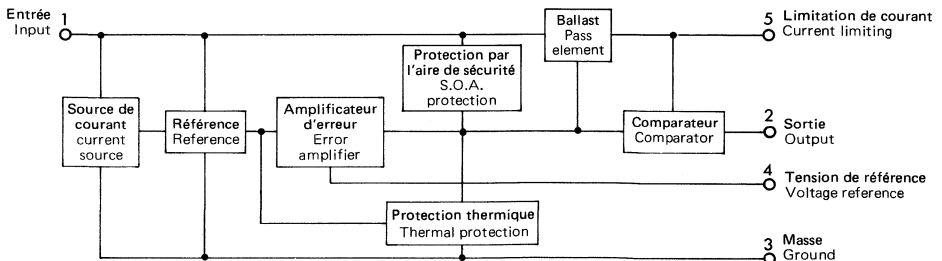 Entrée
Input
1
Ballast
Pass
element
5
Limitation de courant
Current limiting
Protection par
l'aire de sécurité
S.O.A.
protection
Source de
courant
current
source
Référence
Reference
Amplificateur
d'erreur
Error
amplifier
Comparateur
Comparator
2
Sortie
Output
4
Tension de référence
Voltage reference
Protection thermique
Thermal protection
3
Masse
Ground